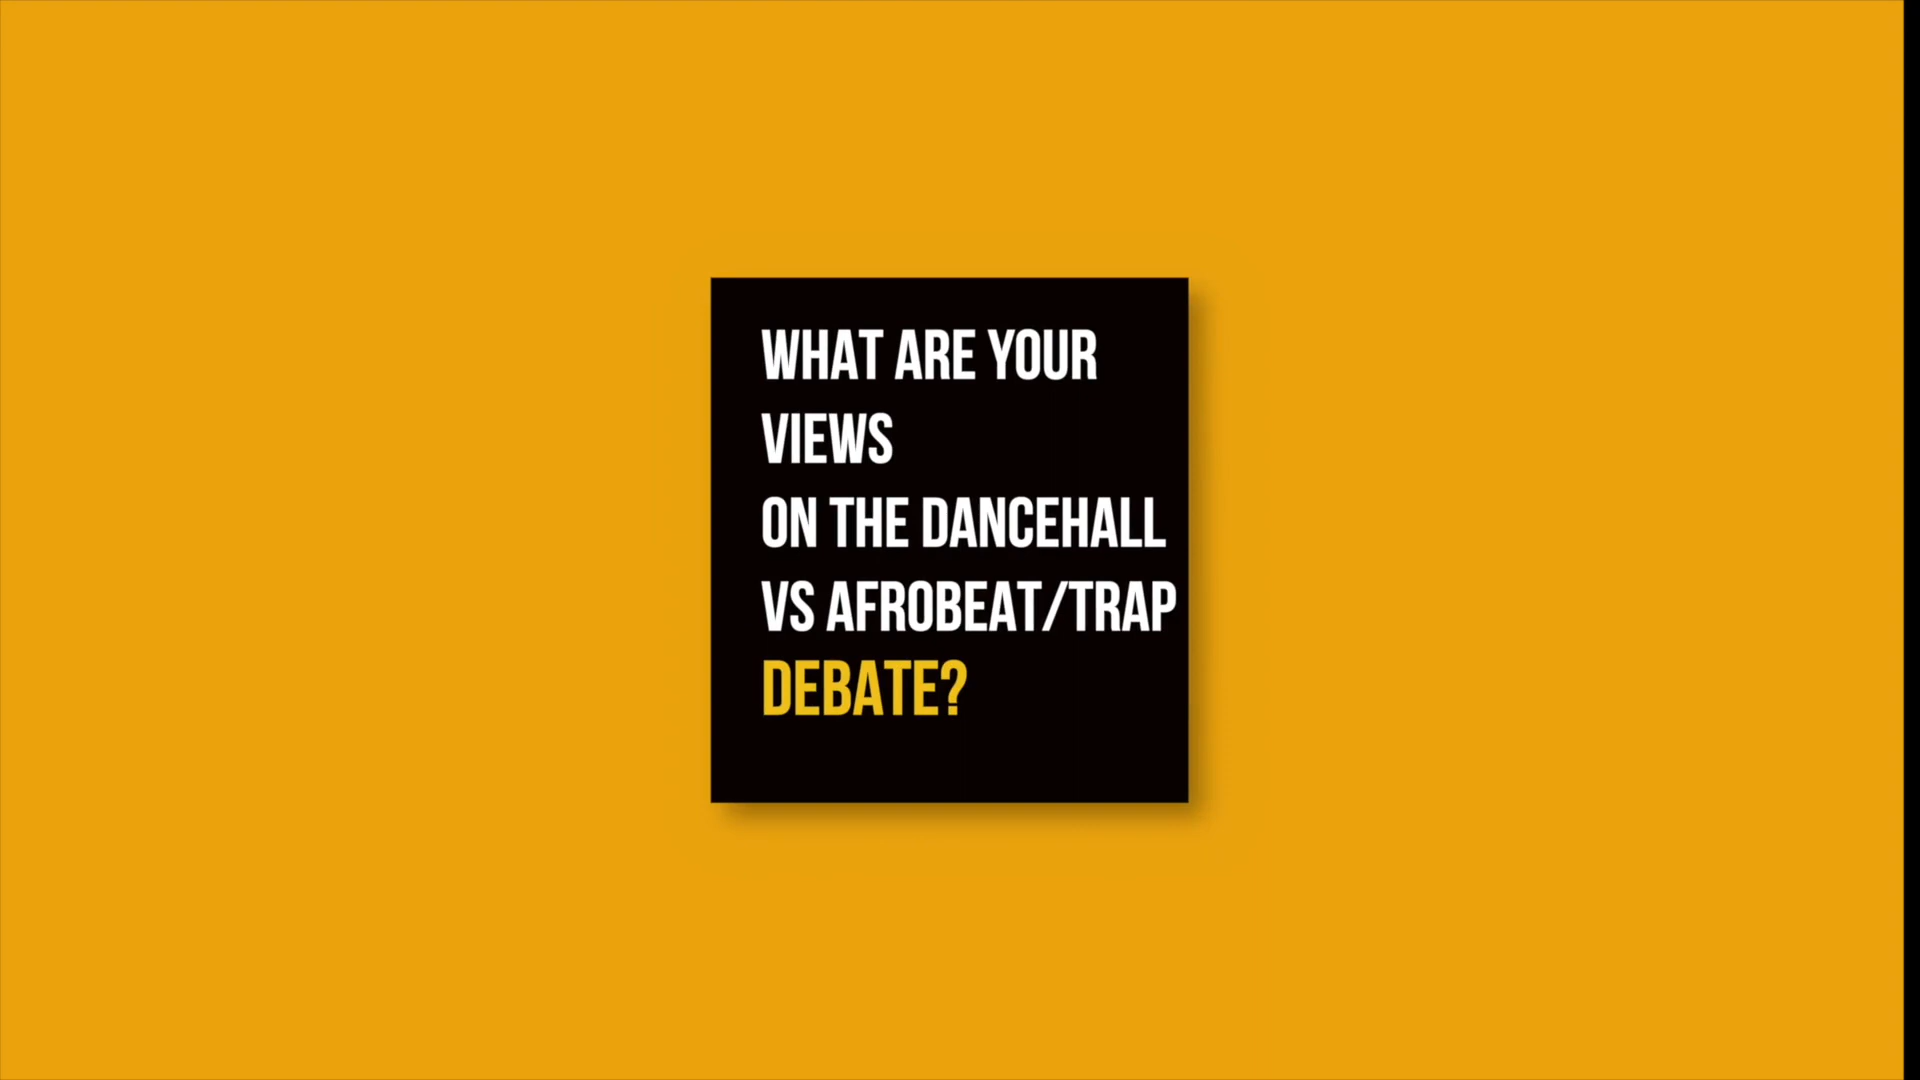 WHAT ARE YOUR
VIEWS
ON THE DANCEHALL
VS AFROBEAT/TRAP
DEBATE?